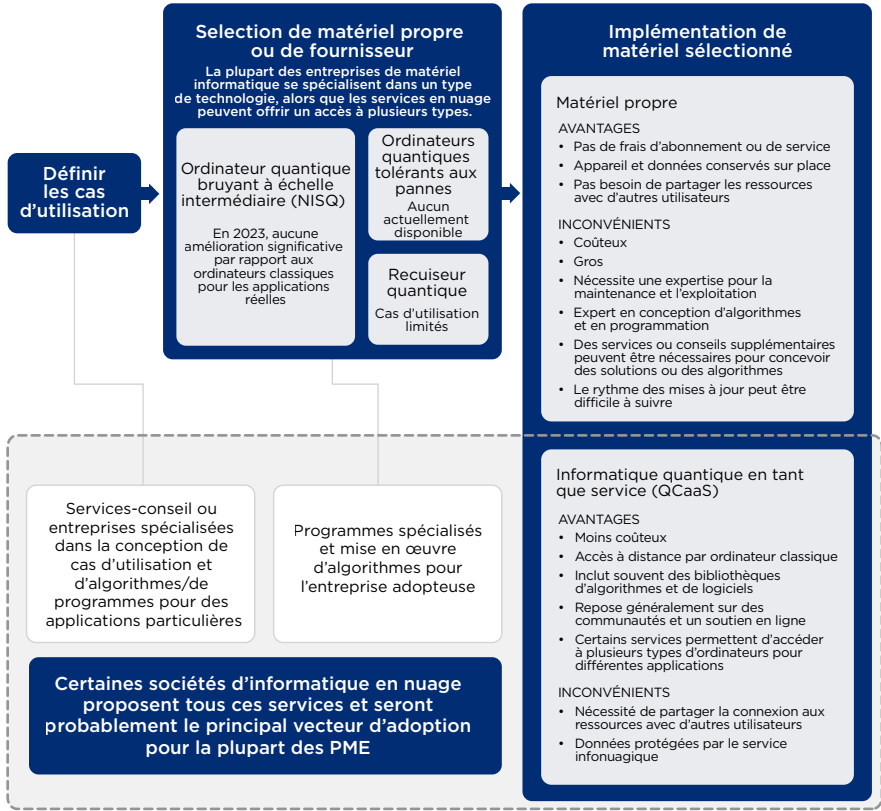 Définir
les cas
d'utilisation
Selection de matériel propre
ou de fournisseur
La plupart des entreprises de matériel
informatique se spécialisent dans un type
de technologie, alors que les services en nuage
peuvent offrir un accès à plusieurs types.
Ordinateur quantique
bruyant à échelle
intermédiaire (NISQ)
En 2023, aucune
amélioration significative
par rapport aux
ordinateurs classiques
pour les applications
réelles
Ordinateurs
quantiques
tolérants aux
pannes
Aucun
actuellement
disponible
Recuiseur
quantique
Cas d'utilisation
limités
Implémentation de
matériel sélectionné
Matériel propre
AVANTAGES
• Pas de frais d'abonnement ou de service
• Appareil et données conservés sur place
• Pas besoin de partager les ressources
avec d'autres utilisateurs
INCONVÉNIENTS
• Coûteux
• Gros
• Nécessite une expertise pour la
maintenance et l'exploitation
• Expert en conception d'algorithmes
et en programmation
• Des services ou conseils supplémentaires
peuvent être nécessaires pour concevoir
des solutions ou des algorithmes
• Le rythme des mises à jour peut être
difficile à suivre
Services-conseil ou
entreprises spécialisées
dans la conception de
cas d'utilisation et
d'algorithmes/de
programmes pour des
applications particulières
Programmes spécialisés
et mise en œuvre
d'algorithmes pour
l'entreprise adopteuse
Certaines sociétés d'informatique en nuage
proposent tous ces services et seront
probablement le principal vecteur d'adoption
pour la plupart des PME
Informatique quantique en tant
que service (QCaaS)
AVANTAGES
• Moins coûteux
• Accès à distance par ordinateur classique
• Inclut souvent des bibliothèques
d'algorithmes et de logiciels
• Repose généralement sur des
communautés et un soutien en ligne
• Certains services permettent d'accéder
à plusieurs types d'ordinateurs pour
différentes applications
INCONVÉNIENTS
• Nécessité de partager la connexion aux
ressources avec d'autres utilisateurs
• Données protégées par le service
infonuagique